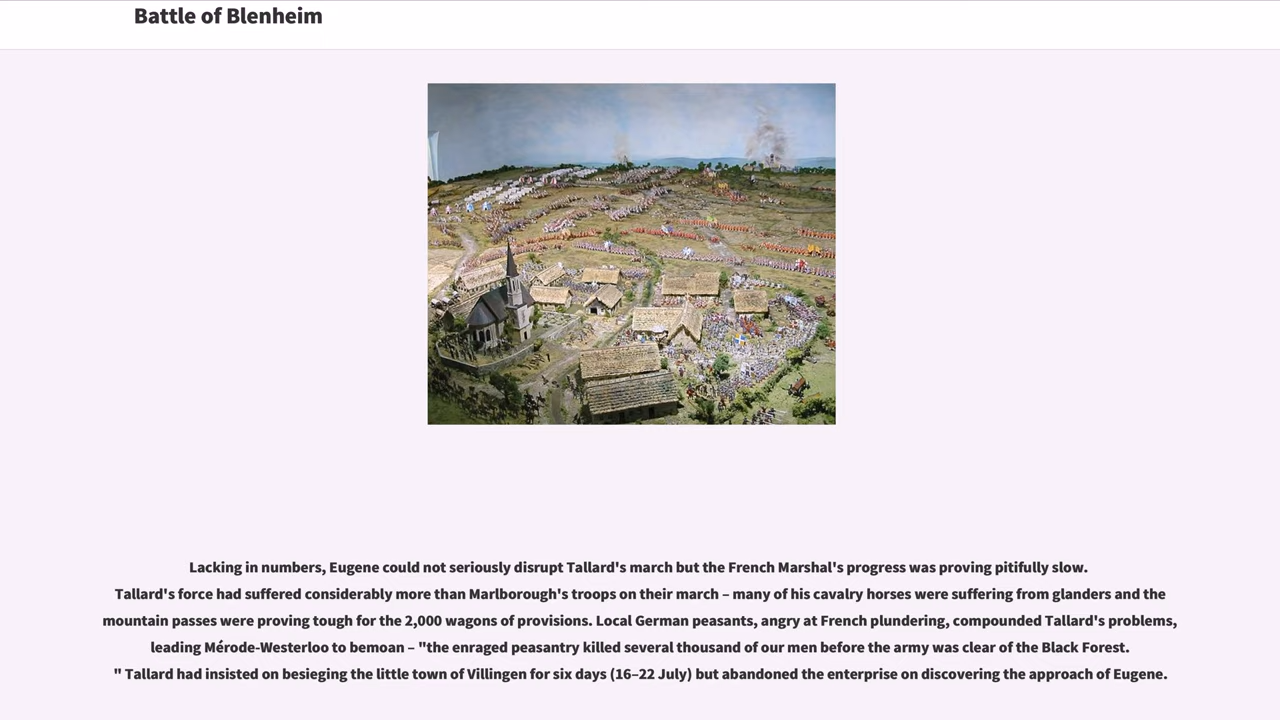 Battle of Blenheim
Lacking in numbers, Eugene could not seriously disrupt Tallard's march but the French Marshal's progress was proving pitifully slow.
Tallard's force had suffered considerably more than Marlborough's troops on their march – many of his cavalry horses were suffering from glanders and the
mountain passes were proving tough for the 2,000 wagons of provisions. Local German peasants, angry at French plundering, compounded Tallard's problems,
leading Mérode-Westerloo to bemoan – "the enraged peasantry killed several thousand of our men before the army was clear of the Black Forest.
" Tallard had insisted on besieging the little town of Villingen for six days (16–22 July) but abandoned the enterprise on discovering the approach of Eugene.